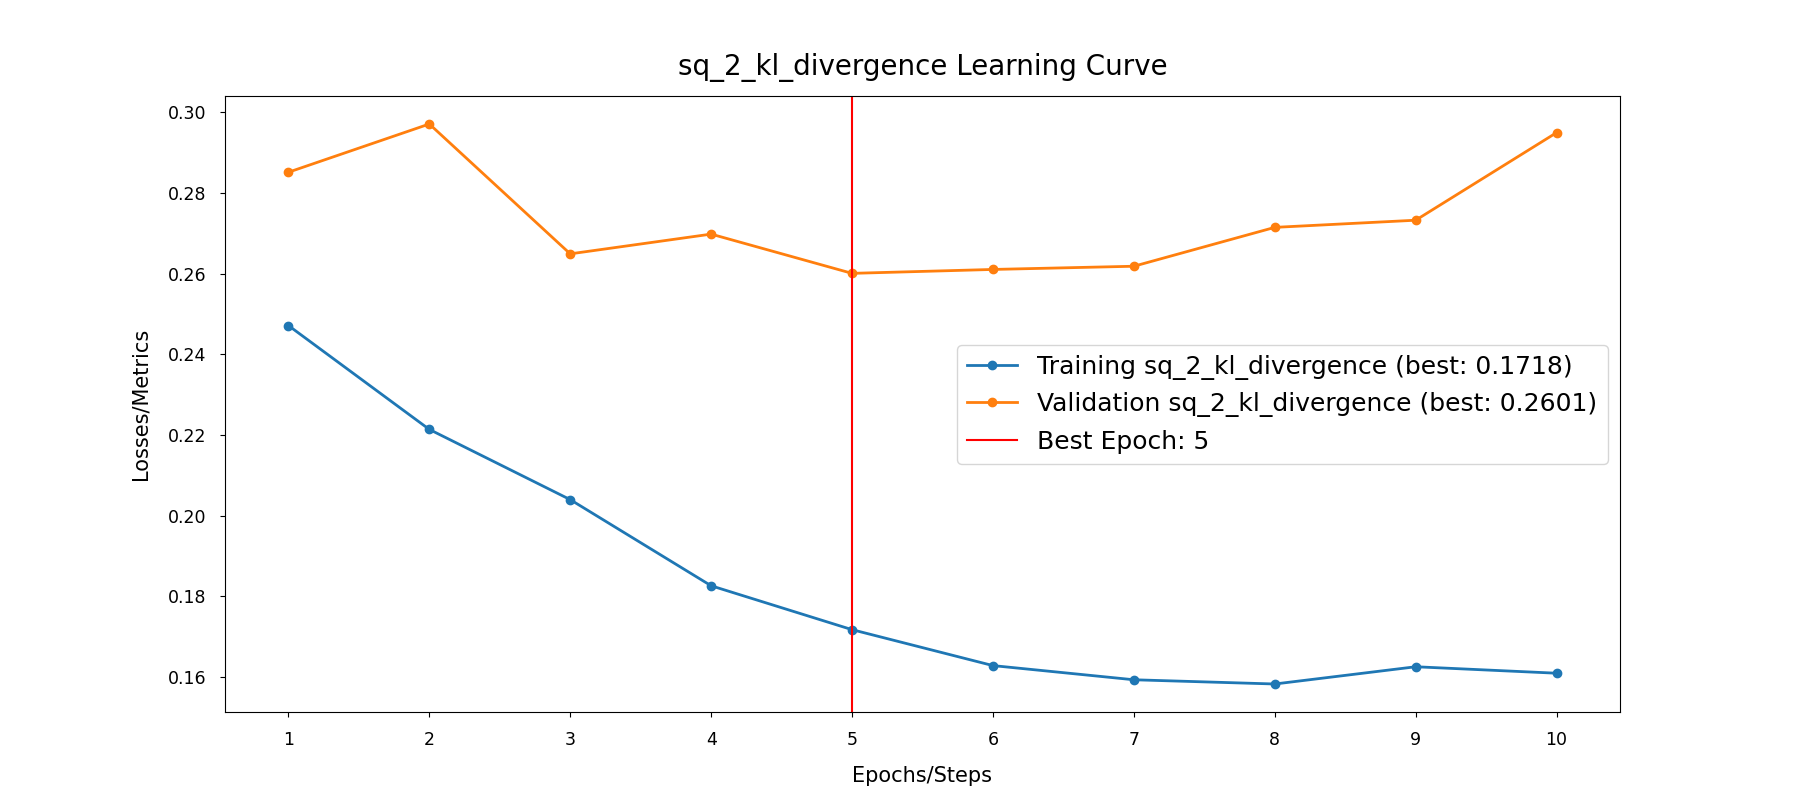 sq_2_kl_divergence Learning Curve
0.30
0.28
0.26
0.24
0.22
0.20
0.18
0.16
Losses/Metrics
Training sq_2_kl_divergence (best: 0.1718)
Validation sq_2_kl_divergence (best: 0.2601)
Best Epoch: 5
1 2 3 4 5 6 7 8 9 10
Epochs/Steps